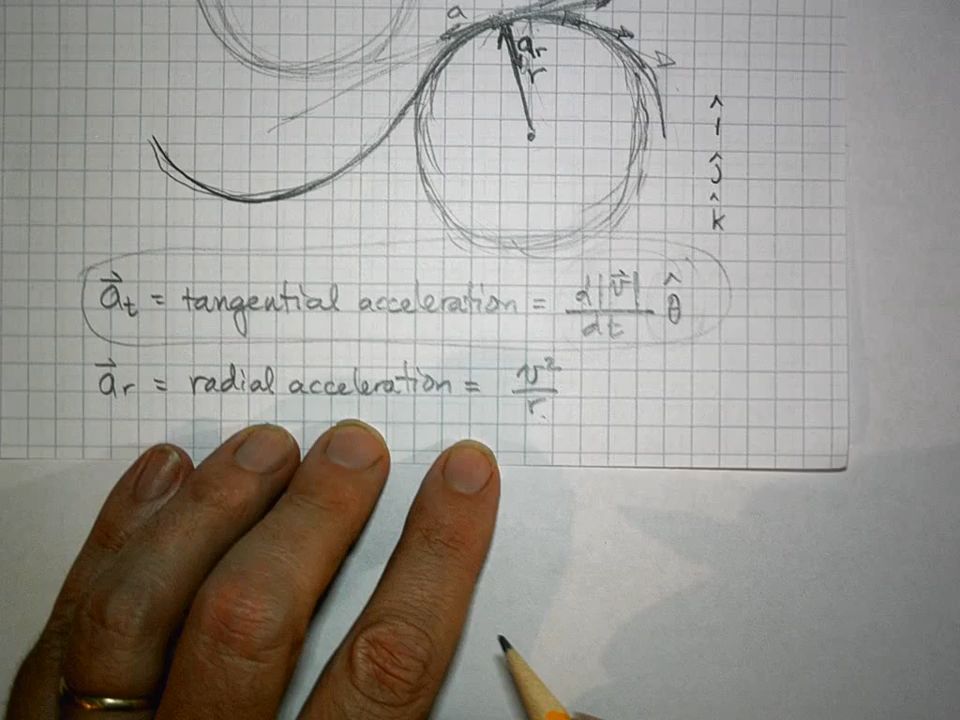 a
a_r
r
î
ĵ
k̂
a⃗_t = tangential acceleration = d|v⃗|/dt θ̂
a⃗_r = radial acceleration = v²/r